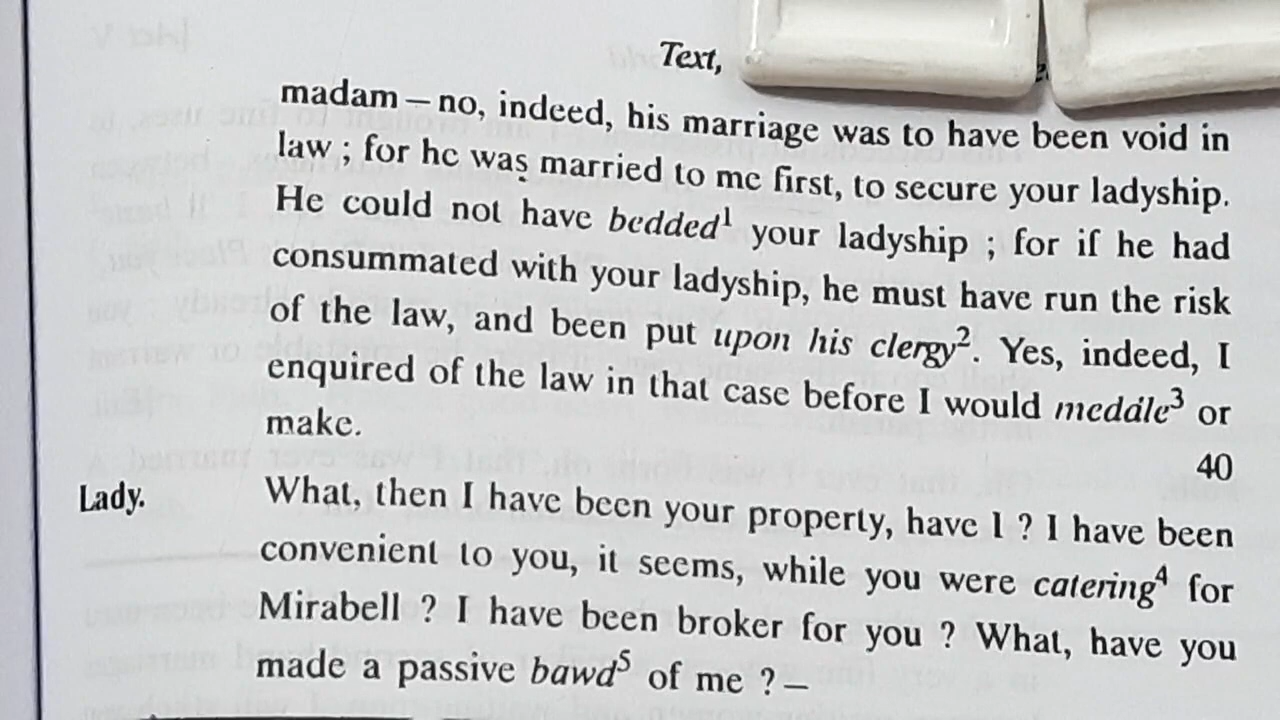 Text,
madam – no, indeed, his marriage was to have been void in
law ; for he was married to me first, to secure your ladyship.
He could not have bedded¹ your ladyship ; for if he had
consummated with your ladyship, he must have run the risk
of the law, and been put upon his clergy². Yes, indeed, I
enquired of the law in that case before I would meddle³ or
make.
40
Lady. What, then I have been your property, have I ? I have been
convenient to you, it seems, while you were catering⁴ for
Mirabell ? I have been broker for you ? What, have you
made a passive bawd⁵ of me ? –